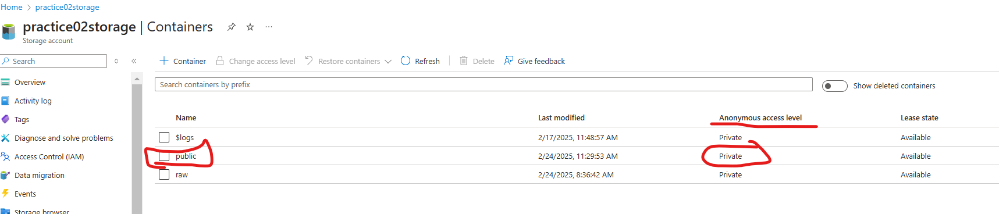 Home > practice02storage
practice02storage | Containers ...
Storage account
Search
Overview
Activity log
Tags
Diagnose and solve problems
Access Control (IAM)
Data migration
Events
Storage browser
+ Container Change access level Restore containers Refresh Delete Give feedback
Search containers by prefix
Show deleted containers
Name Last modified Anonymous access level Lease state
$logs 2/17/2025, 11:48:57 AM Private Available
public 2/24/2025, 11:29:53 AM Private Available
raw 2/24/2025, 8:36:42 AM Private Available